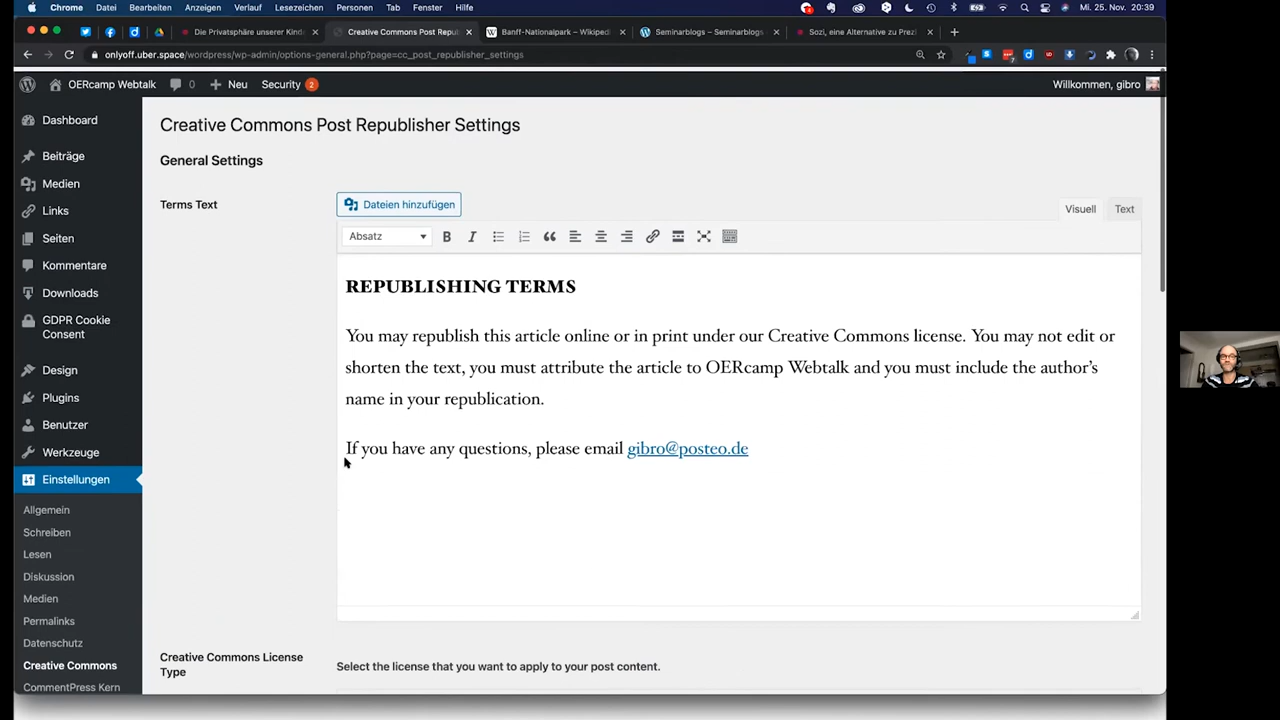 Chrome Datei Bearbeiten Anzeigen Verlauf Lesezeichen Personen Tab Fenster Hilfe Mi. 25. Nov. 20:39
Die Privatsphäre unserer Kind Creative Commons Post Repu Banff-Nationalpark – Wikiped Seminarblogs – Seminarblogs Sozi, eine Alternative zu Prezi
onlyoff.uber.space/wordpress/wp-admin/options-general.php?page=cc_post_republisher_settings
OERcamp Webtalk 0 Neu Security 2 Willkommen, gibro
Dashboard
Beiträge
Medien
Links
Seiten
Kommentare
Downloads
GDPR Cookie
Consent
Design
Plugins
Benutzer
Werkzeuge
Einstellungen
Allgemein
Schreiben
Lesen
Diskussion
Medien
Permalinks
Datenschutz
Creative Commons
CommentPress Kern
Creative Commons Post Republisher Settings
General Settings
Terms Text
Dateien hinzufügen
Visuell Text
Absatz
REPUBLISHING TERMS
You may republish this article online or in print under our Creative Commons license. You may not edit or
shorten the text, you must attribute the article to OERcamp Webtalk and you must include the author’s
name in your republication.
If you have any questions, please email gibro@posteo.de
Creative Commons License
Type
Select the license that you want to apply to your post content.